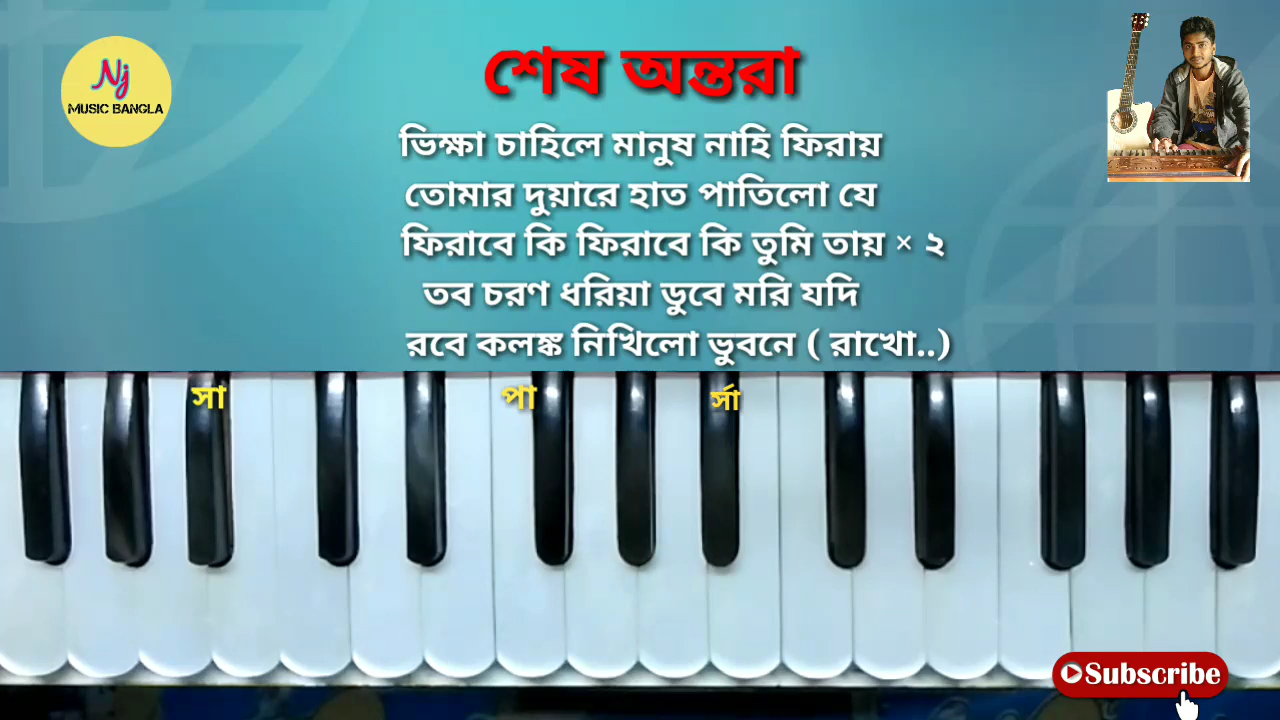 Nj
MUSIC BANGLA
শেষ অন্তরা
ভিক্ষা চাহিলে মানুষ নাহি ফিরায়
তোমার দুয়ারে হাত পাতিলো যে
ফিরাবে কি ফিরাবে কি তুমি তায় × ২
তব চরণ ধরিয়া ডুবে মরি যদি
রবে কলঙ্ক নিখিলো ভুবনে ( রাখো..)
সা পা র্সা
Subscribe